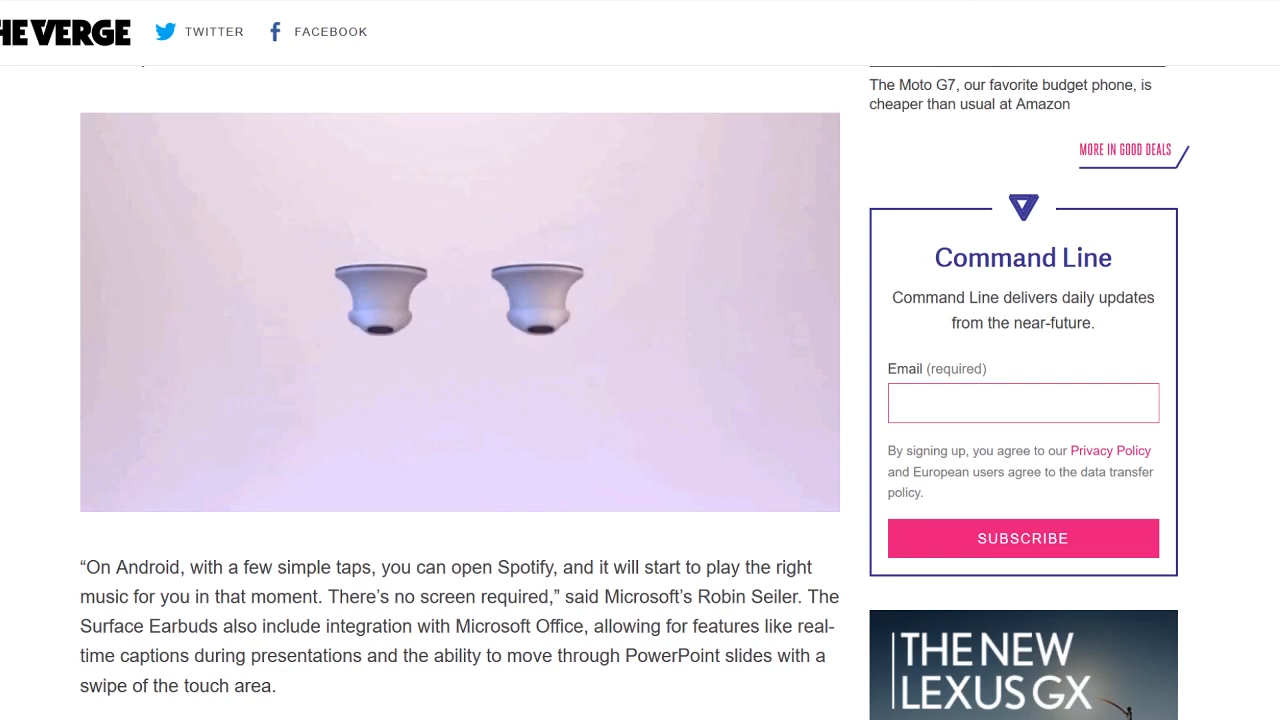 HE VERGE
TWITTER
FACEBOOK
The Moto G7, our favorite budget phone, is
cheaper than usual at Amazon
MORE IN GOOD DEALS
Command Line
Command Line delivers daily updates
from the near-future.
Email (required)
By signing up, you agree to our Privacy Policy
and European users agree to the data transfer
policy.
SUBSCRIBE
“On Android, with a few simple taps, you can open Spotify, and it will start to play the right
music for you in that moment. There’s no screen required,” said Microsoft’s Robin Seiler. The
Surface Earbuds also include integration with Microsoft Office, allowing for features like real-
time captions during presentations and the ability to move through PowerPoint slides with a
swipe of the touch area.
THE NEW
LEXUS GX